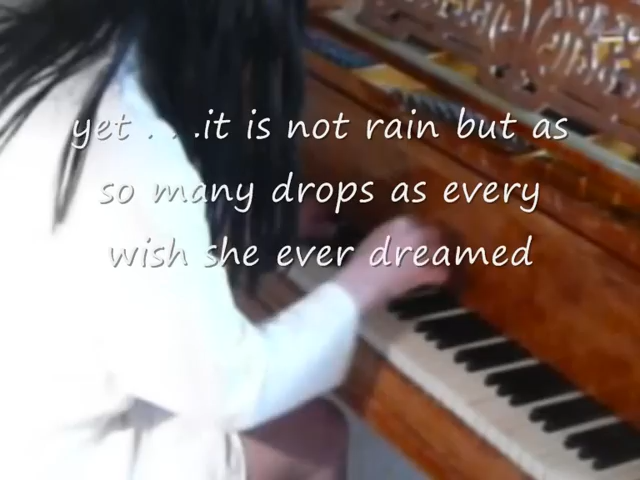 yet . . .it is not rain but as
so many drops as every
wish she ever dreamed